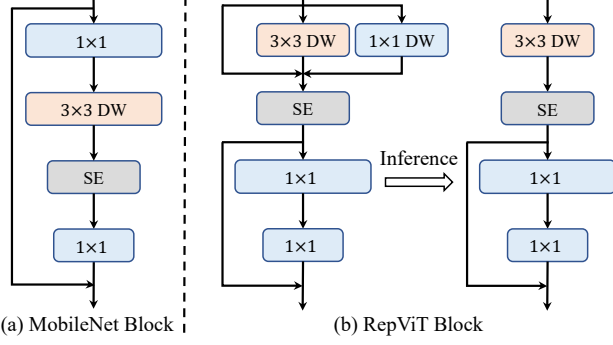 1×1
3×3 DW
SE
1×1
(a) MobileNet Block
3×3 DW
1×1 DW
SE
1×1
1×1
Inference
3×3 DW
SE
1×1
1×1
(b) RepViT Block